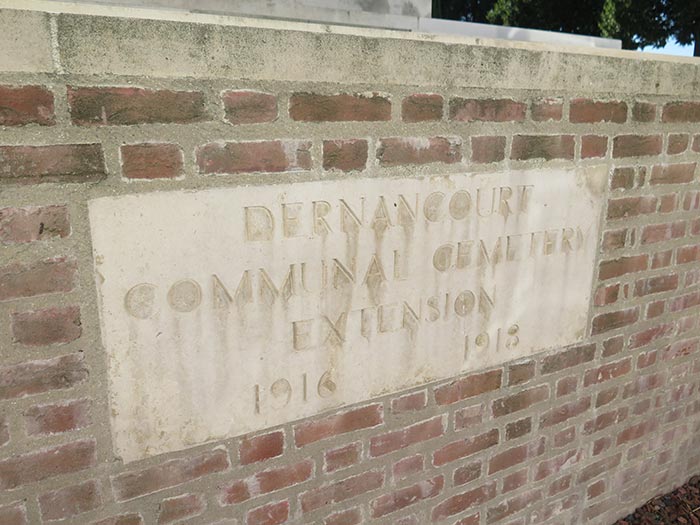 DERNANCOURT
COMMUNAL CEMETERY
EXTENSION
1916 1918